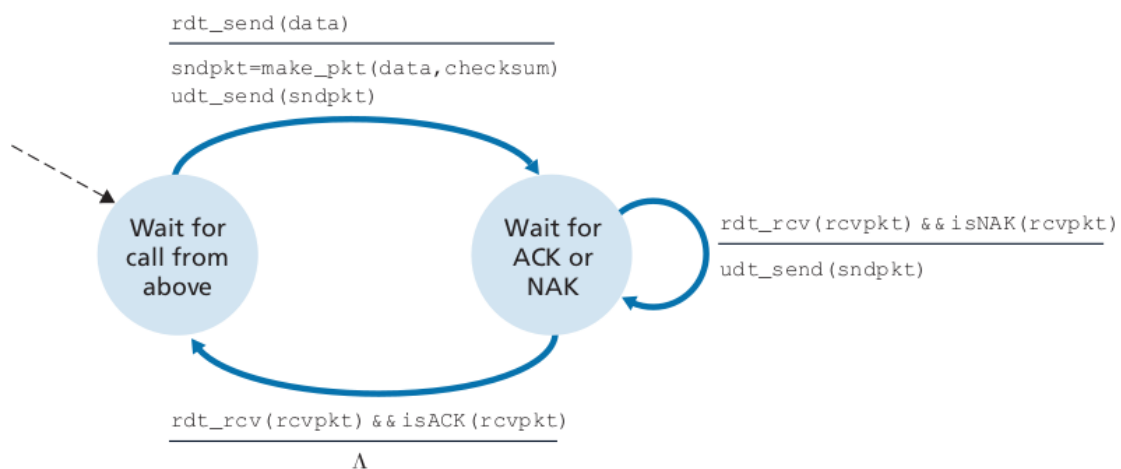 rdt_send(data)
sndpkt=make_pkt(data,checksum)
udt_send(sndpkt)
Wait for
call from
above
Wait for
ACK or
NAK
rdt_rcv(rcvpkt)&&isNAK(rcvpkt)
udt_send(sndpkt)
rdt_rcv(rcvpkt)&&isACK(rcvpkt)
Λ